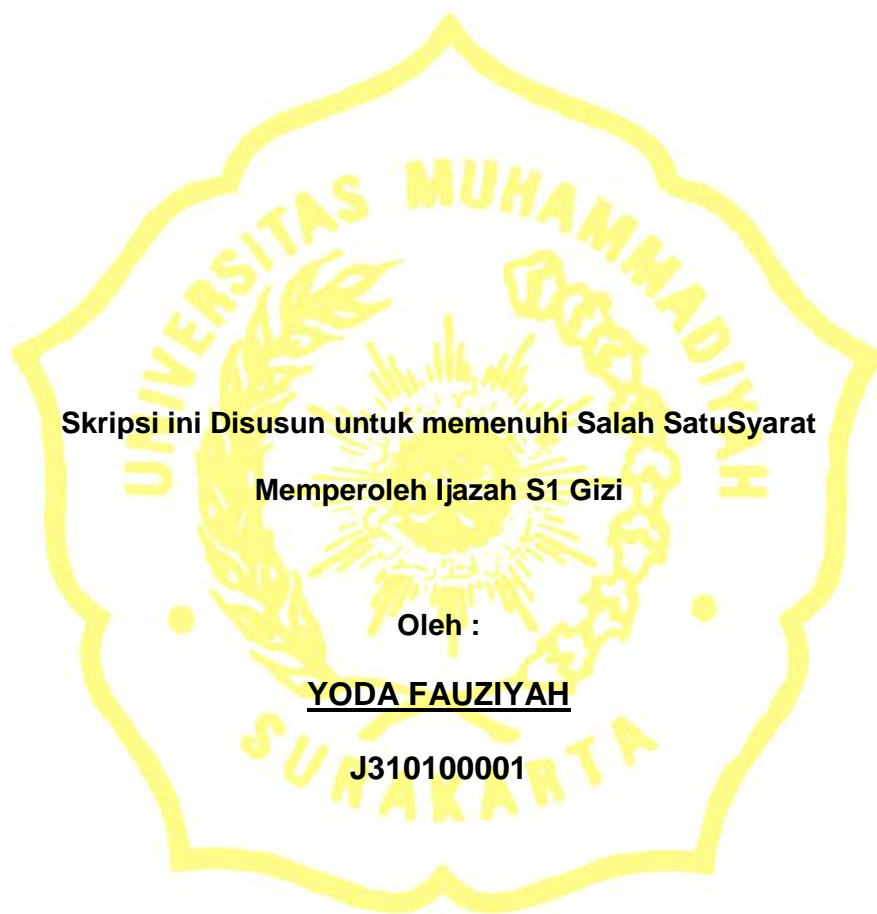 UNIVERSITAS MUHAMMADIYAH
Skripsi ini Disusun untuk memenuhi Salah SatuSyarat
Memperoleh Ijazah S1 Gizi
Oleh :
YODA FAUZIYAH
J310100001
SURAKARTA